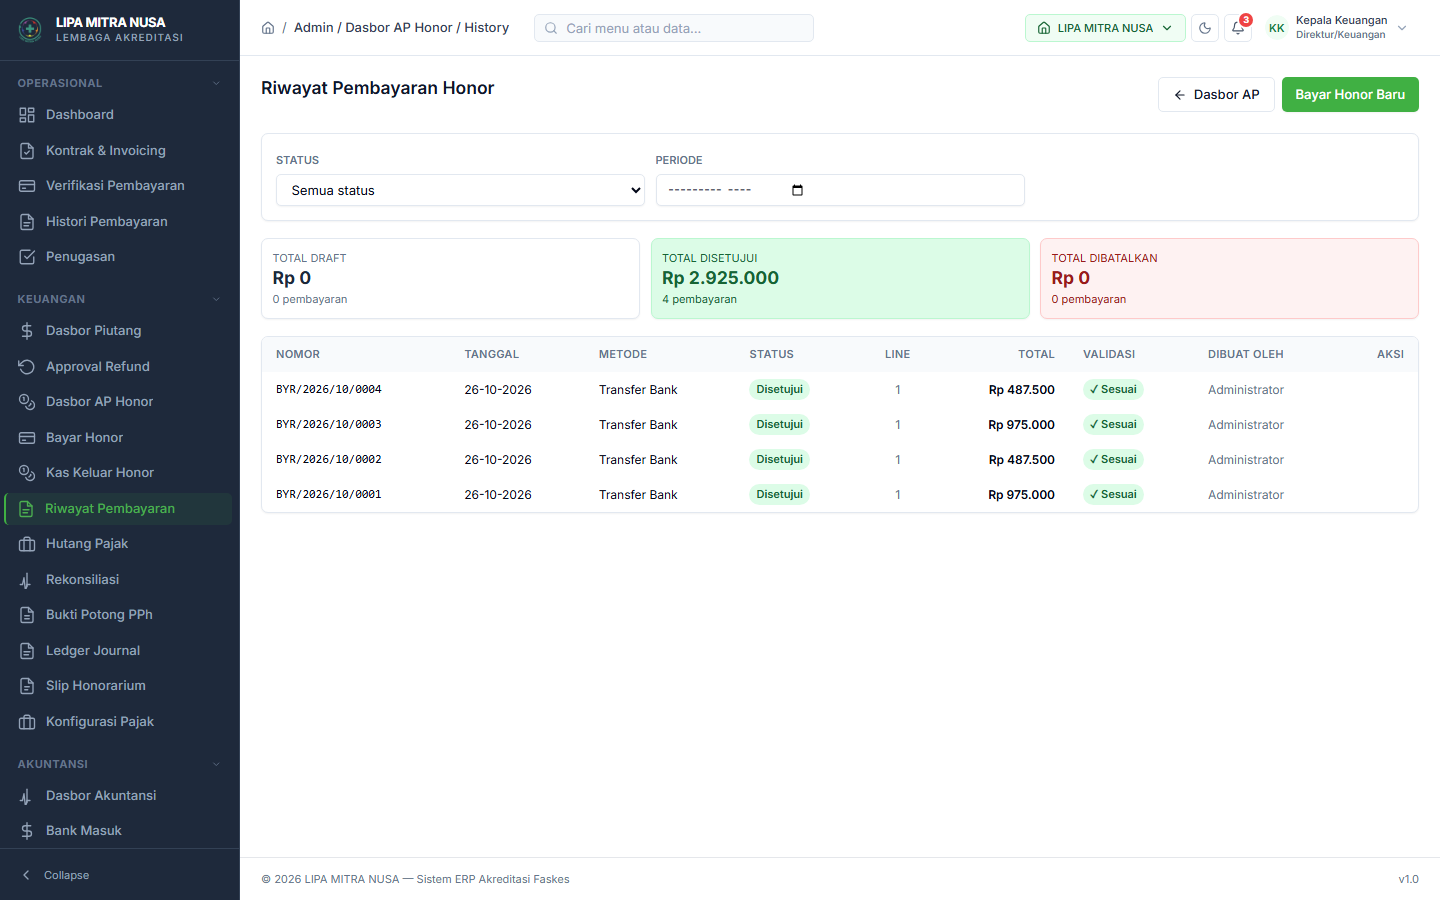 LIPA MITRA NUSA
LEMBAGA AKREDITASI
OPERASIONAL
Dashboard
Kontrak & Invoicing
Verifikasi Pembayaran
Histori Pembayaran
Penugasan
KEUANGAN
Dasbor Piutang
Approval Refund
Dasbor AP Honor
Bayar Honor
Kas Keluar Honor
Riwayat Pembayaran
Hutang Pajak
Rekonsiliasi
Bukti Potong PPh
Ledger Journal
Slip Honorarium
Konfigurasi Pajak
AKUNTANSI
Dasbor Akuntansi
Bank Masuk
Collapse
/ Admin / Dasbor AP Honor / History
Cari menu atau data...
LIPA MITRA NUSA
3
KK
Kepala Keuangan
Direktur/Keuangan
Riwayat Pembayaran Honor
← Dasbor AP
Bayar Honor Baru
STATUS
Semua status
PERIODE
--------- ----
TOTAL DRAFT
Rp 0
0 pembayaran
TOTAL DISETUJUI
Rp 2.925.000
4 pembayaran
TOTAL DIBATALKAN
Rp 0
0 pembayaran
NOMOR TANGGAL METODE STATUS LINE TOTAL VALIDASI DIBUAT OLEH AKSI
BYR/2026/10/0004 26-10-2026 Transfer Bank Disetujui 1 Rp 487.500 ✓ Sesuai Administrator
BYR/2026/10/0003 26-10-2026 Transfer Bank Disetujui 1 Rp 975.000 ✓ Sesuai Administrator
BYR/2026/10/0002 26-10-2026 Transfer Bank Disetujui 1 Rp 487.500 ✓ Sesuai Administrator
BYR/2026/10/0001 26-10-2026 Transfer Bank Disetujui 1 Rp 975.000 ✓ Sesuai Administrator
© 2026 LIPA MITRA NUSA — Sistem ERP Akreditasi Faskes
v1.0